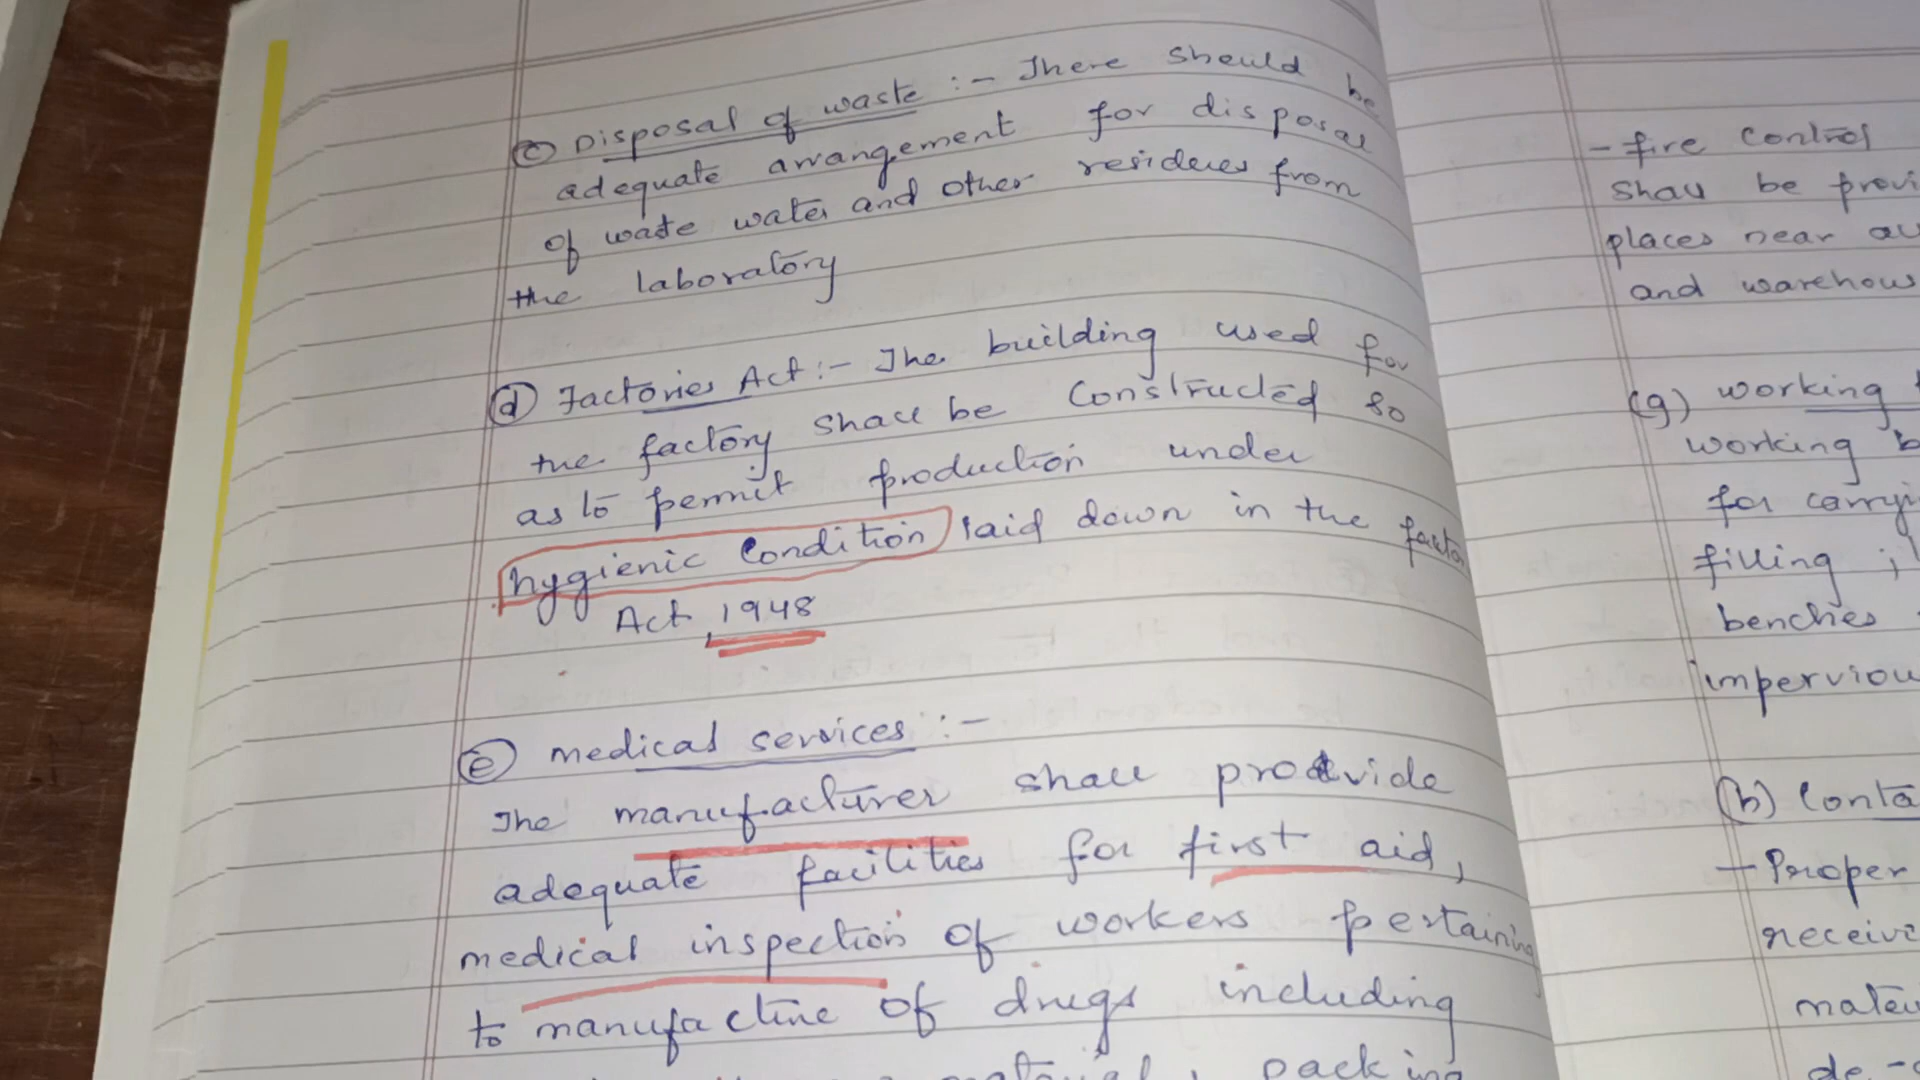 (c) Disposal of waste :- There should be
adequate arrangement for disposal
of waste water and other residues from
the laboratory
(d) Factories Act :- The building used for
the factory shall be constructed so
as to permit production under
hygienic condition laid down in the
Act, 1948
(e) medical services :-
The manufacturer shall provide
adequate facilities for first aid,
medical inspection of workers pertaining
to manufacture of drugs including
packing
- fire control
shall be
places near
and
(g) working
working
for
filling ;
benches
(h)
+ Proper